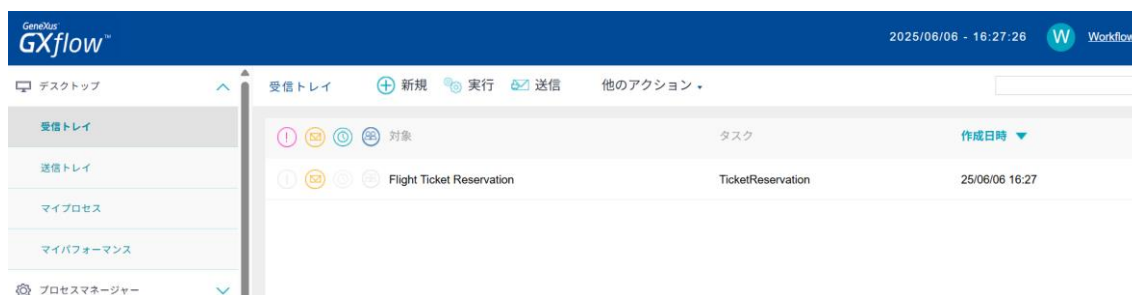 GeneXus
GXflow™
2025/06/06 - 16:27:26
W
Workflow
デスクトップ
受信トレイ
送信トレイ
マイプロセス
マイパフォーマンス
プロセスマネージャー
受信トレイ
新規
実行
送信
他のアクション
対象
タスク
作成日時
Flight Ticket Reservation
TicketReservation
25/06/06 16:27